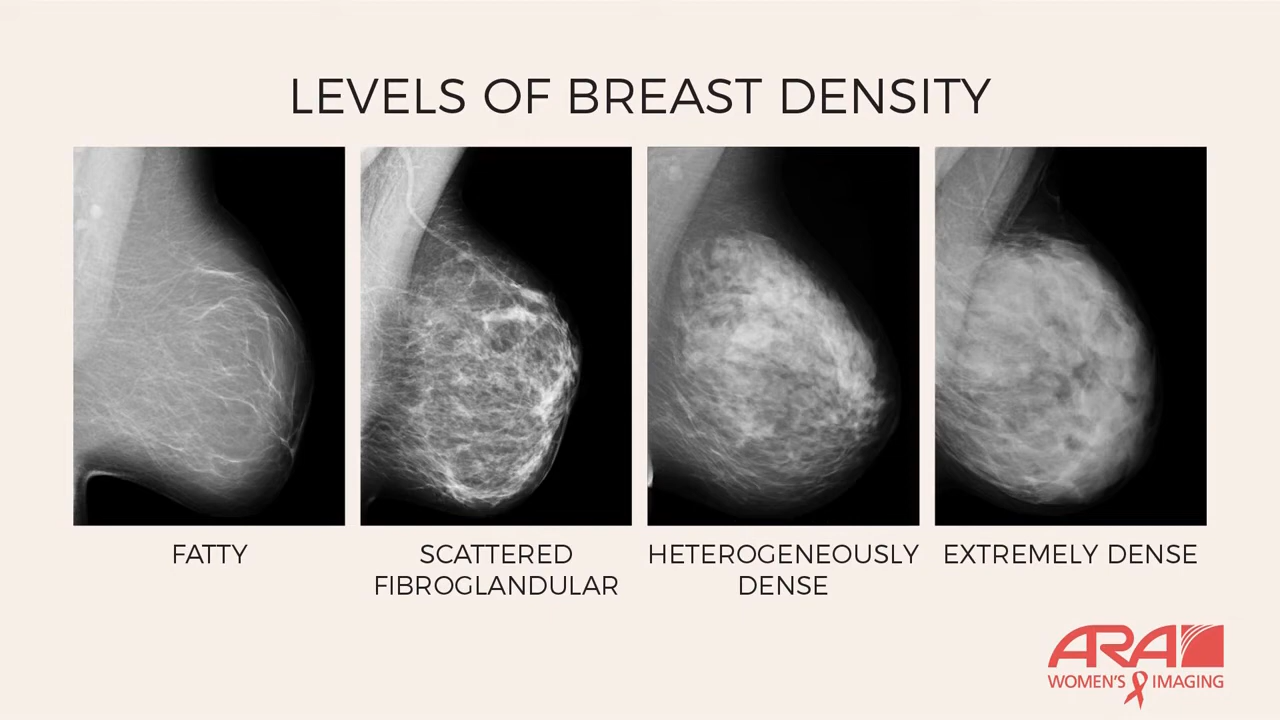 LEVELS OF BREAST DENSITY
FATTY
SCATTERED
FIBROGLANDULAR
HETEROGENEOUSLY
DENSE
EXTREMELY DENSE
ARA
WOMEN'S IMAGING